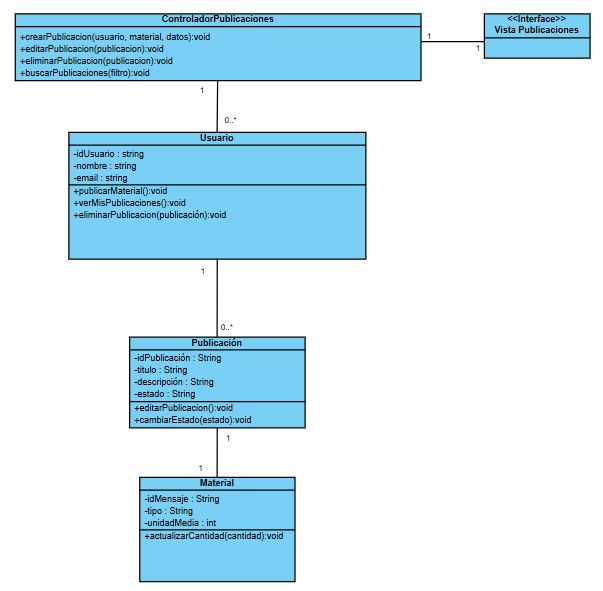 ControladorPublicaciones
+crearPublicacion(usuario, material, datos):void
+editarPublicacion(publicacion):void
+eliminarPublicacion(publicacion):void
+buscarPublicaciones(filtro):void
1
1
<<Interface>>
Vista Publicaciones
1
0..*
Usuario
-idUsuario : string
-nombre : string
-email : string
+publicarMaterial():void
+verMisPublicaciones():void
+eliminarPublicacion(publicación):void
1
0..*
Publicación
-idPublicación : String
-titulo : String
-descripción : String
-estado : String
+editarPublicacion():void
+cambiarEstado(estado):void
1
1
Material
-idMensaje : String
-tipo : String
-unidadMedia : int
+actualizarCantidad(cantidad):void